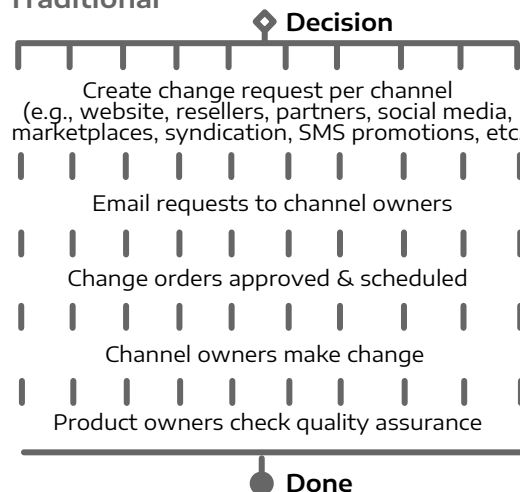 Traditional
Decision
Create change request per channel
(e.g., website, resellers, partners, social media,
marketplaces, syndication, SMS promotions, etc.
Email requests to channel owners
Change orders approved & scheduled
Channel owners make change
Product owners check quality assurance
Done